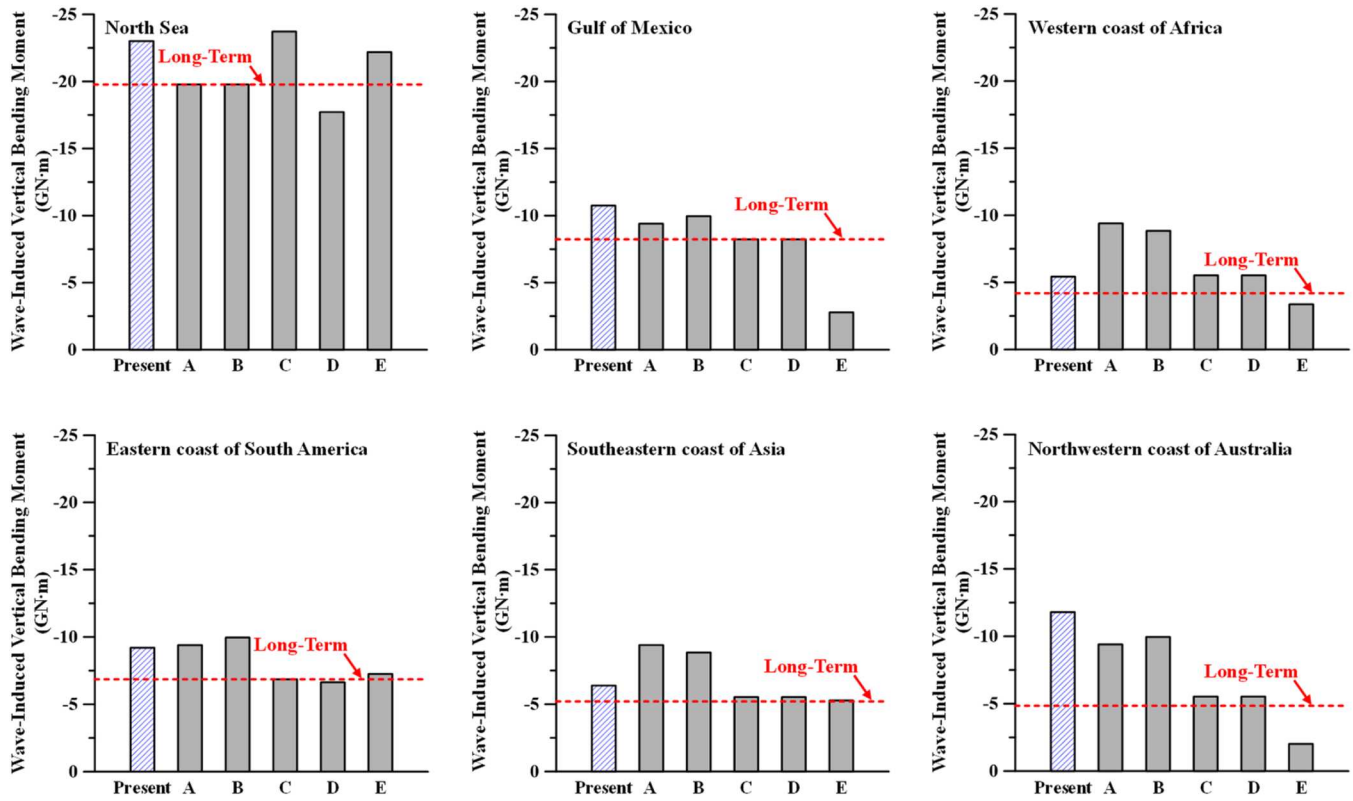 Wave-Induced Vertical Bending Moment
(GN·m)
-25
-20
-15
-10
-5
0
North Sea
Long-Term
Present A B C D E
Wave-Induced Vertical Bending Moment
(GN·m)
-25
-20
-15
-10
-5
0
Gulf of Mexico
Long-Term
Present A B C D E
Wave-Induced Vertical Bending Moment
(GN·m)
-25
-20
-15
-10
-5
0
Western coast of Africa
Long-Term
Present A B C D E
Wave-Induced Vertical Bending Moment
(GN·m)
-25
-20
-15
-10
-5
0
Eastern coast of South America
Long-Term
Present A B C D E
Wave-Induced Vertical Bending Moment
(GN·m)
-25
-20
-15
-10
-5
0
Southeastern coast of Asia
Long-Term
Present A B C D E
Wave-Induced Vertical Bending Moment
(GN·m)
-25
-20
-15
-10
-5
0
Northwestern coast of Australia
Long-Term
Present A B C D E